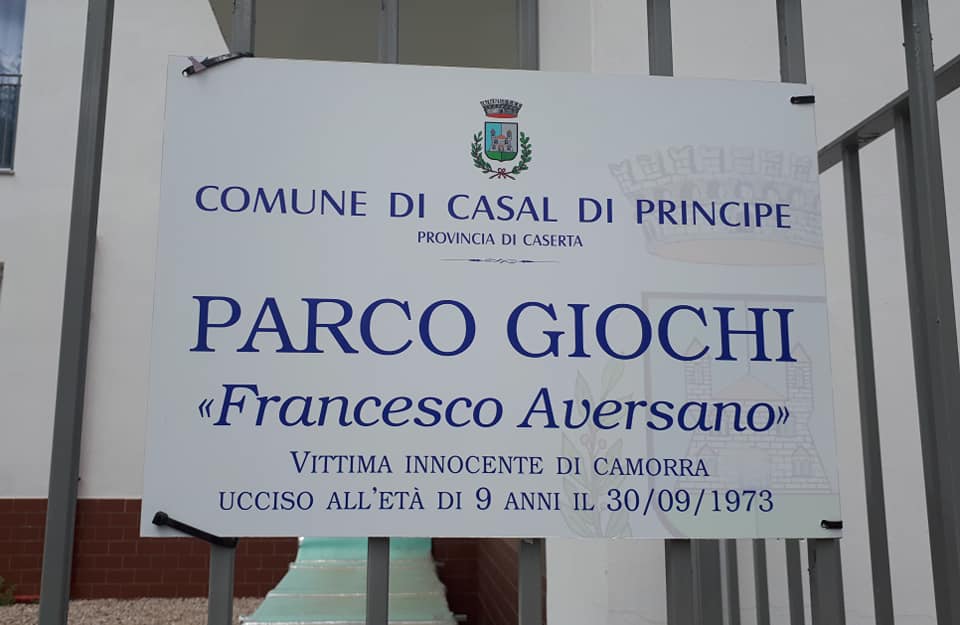 COMUNE DI CASAL DI PRINCIPE
PROVINCIA DI CASERTA
PARCO GIOCHI
«Francesco Aversano»
VITTIMA INNOCENTE DI CAMORRA
UCCISO ALL'ETÀ DI 9 ANNI IL 30/09/1973